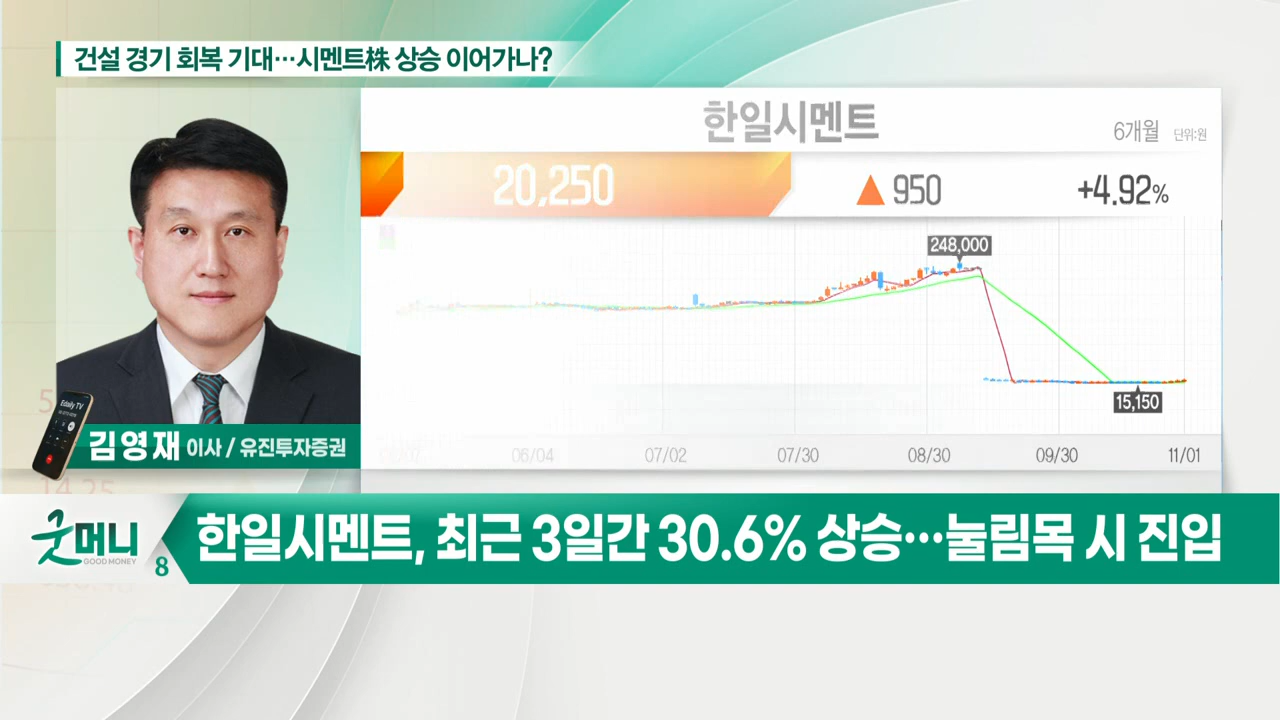 건설 경기 회복 기대…시멘트株 상승 이어가나?
한일시멘트
6개월 단위:원
20,250 ▲ 950 +4.92%
248,000
15,150
06/04 07/02 07/30 08/30 09/30 11/01
Edaily TV
김영재 이사 / 유진투자증권
굿머니
GOOD MONEY
8
한일시멘트, 최근 3일간 30.6% 상승…눌림목 시 진입